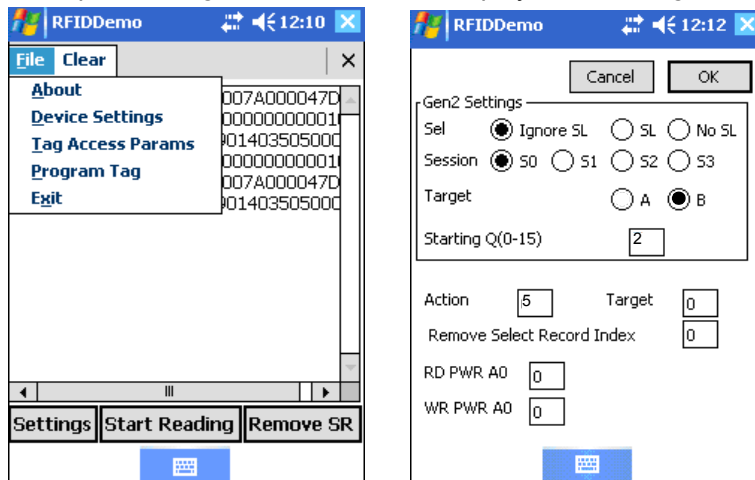 RFIDDemo 12:10
File Clear
About
Device Settings
Tag Access Params
Program Tag
Exit
007A000047D
000000000001
901403505000
000000000001
007A000047D
901403505000
Settings Start Reading Remove SR
RFIDDemo 12:12
Cancel OK
Gen2 Settings
Sel Ignore SL SL No SL
Session S0 S1 S2 S3
Target A B
Starting Q(0-15) 2
Action 5 Target 0
Remove Select Record Index 0
RD PWR A0 0
WR PWR A0 0